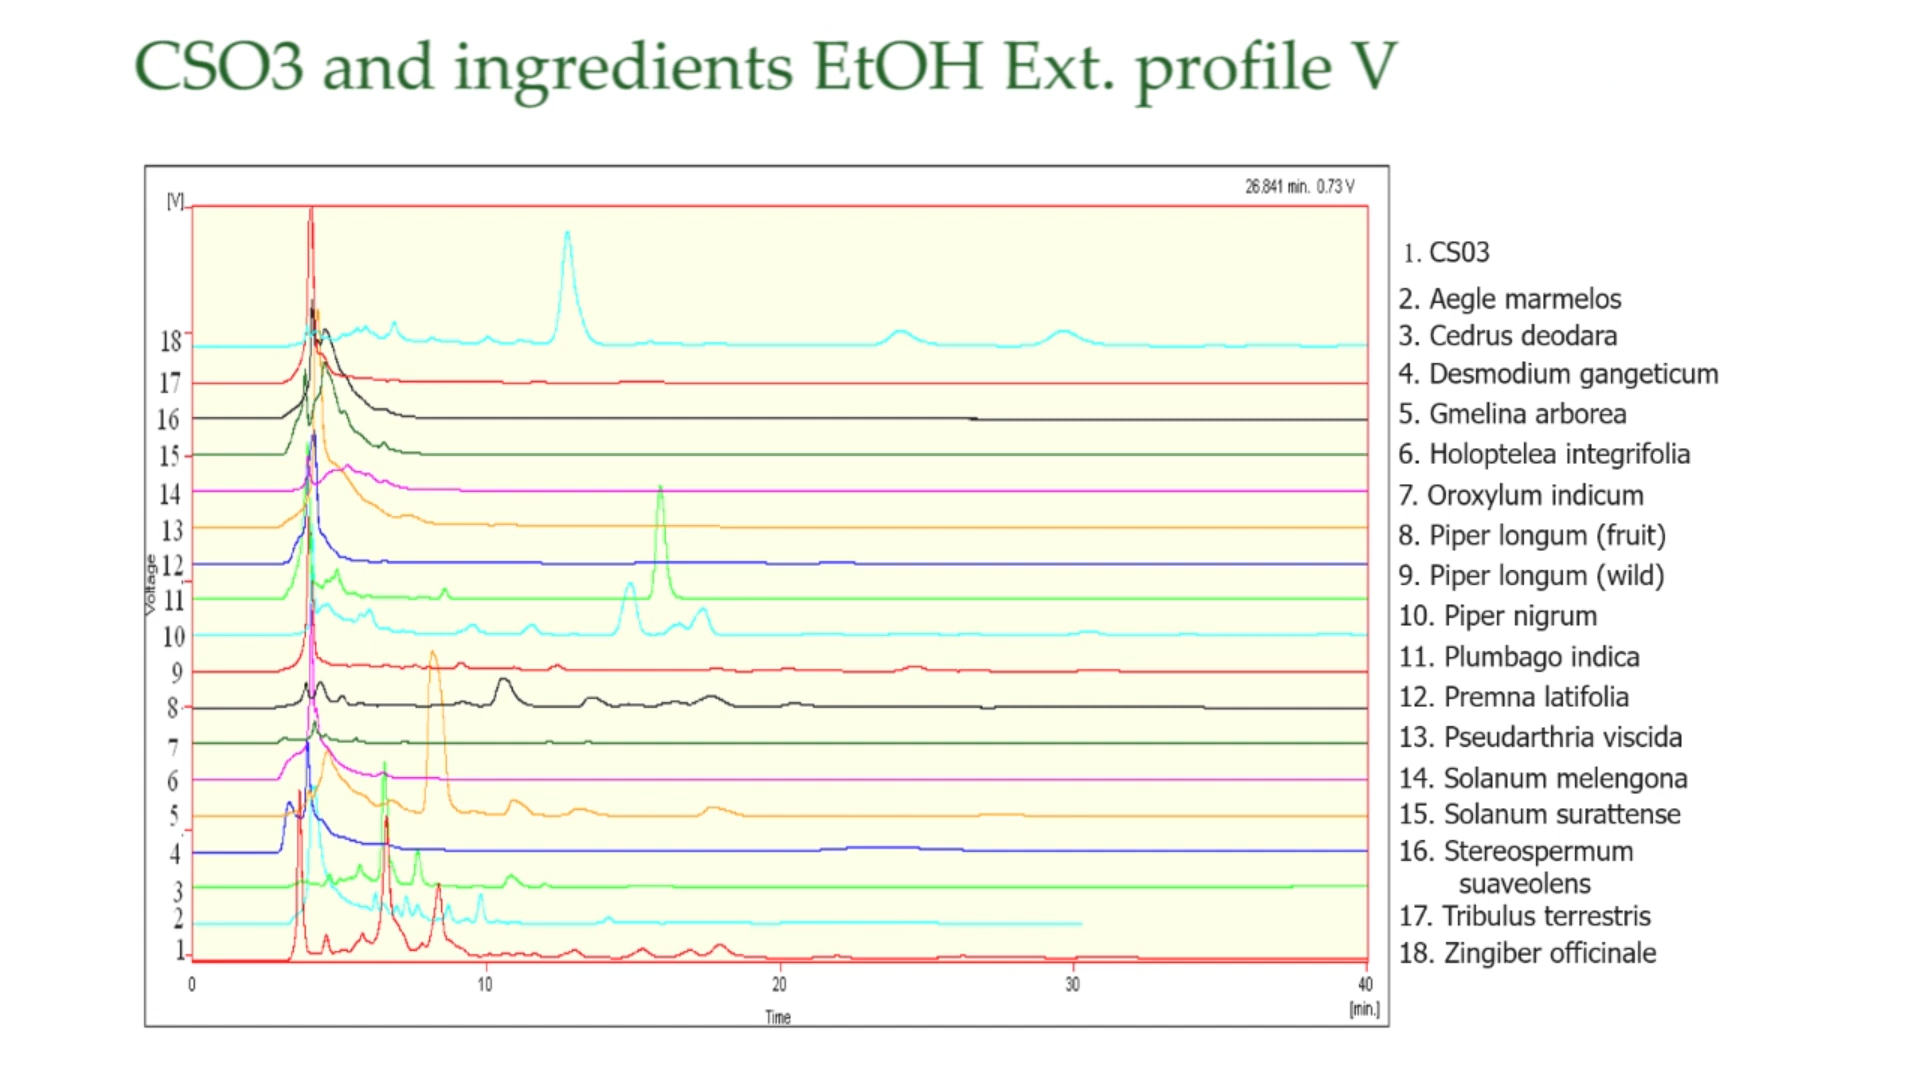 CSO3 and ingredients EtOH Ext. profile V
26.841 min. 0.73 V
[V]
18
17
16
15
14
13
12
11
10
9
8
7
6
5
4
3
2
1
Voltage
0 10 20 30 40
Time
[min.]
1. CS03
2. Aegle marmelos
3. Cedrus deodara
4. Desmodium gangeticum
5. Gmelina arborea
6. Holoptelea integrifolia
7. Oroxylum indicum
8. Piper longum (fruit)
9. Piper longum (wild)
10. Piper nigrum
11. Plumbago indica
12. Premna latifolia
13. Pseudarthria viscida
14. Solanum melengona
15. Solanum surattense
16. Stereospermum
suaveolens
17. Tribulus terrestris
18. Zingiber officinale